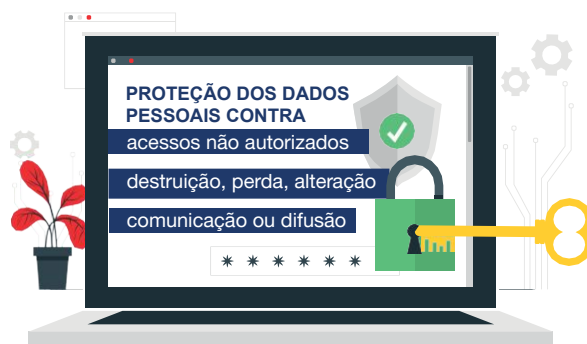 PROTEÇÃO DOS DADOS
PESSOAIS CONTRA
acessos não autorizados
destruição, perda, alteração
comunicação ou difusão
* * * * * *